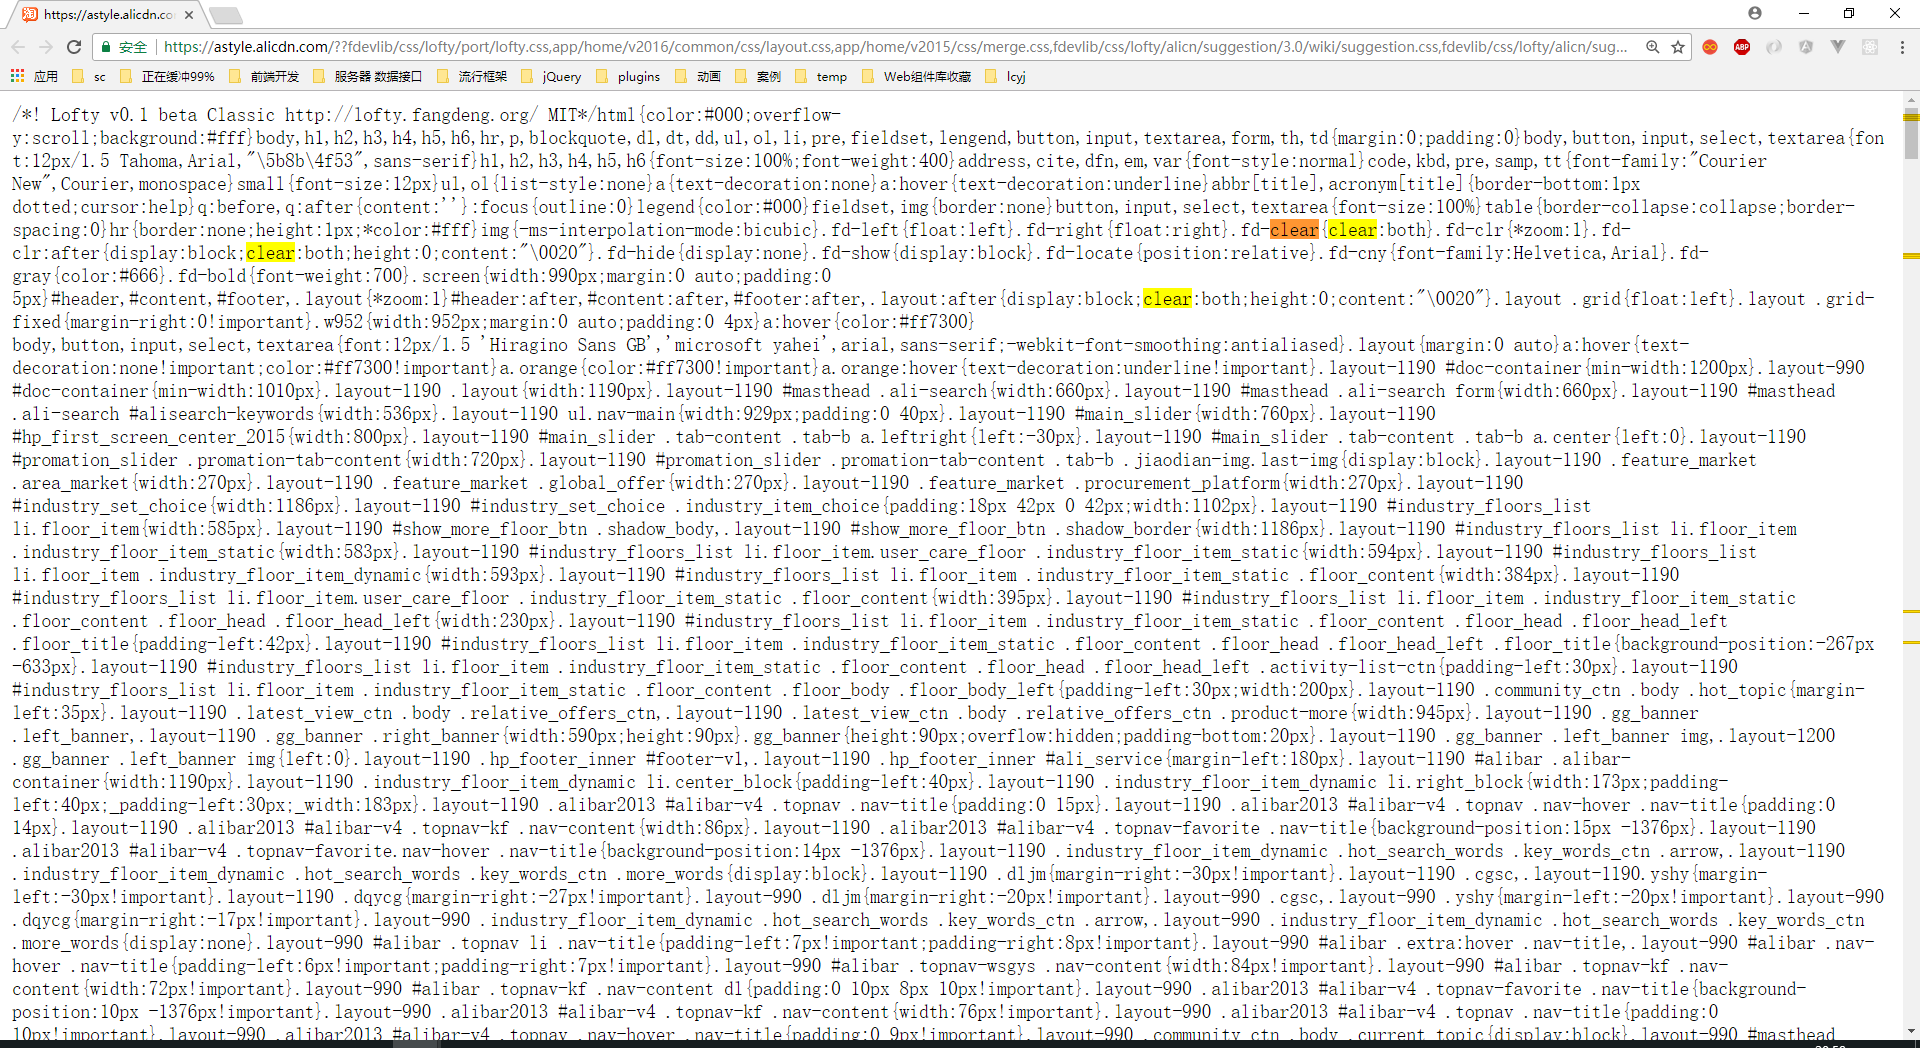 https://astyle.alicdn.co
安全 https://astyle.alicdn.com/??fdevlib/css/lofty/port/lofty.css,app/home/v2016/common/css/layout.css,app/home/v2015/css/merge.css,fdevlib/css/lofty/alicn/suggestion/3.0/wiki/suggestion.css,fdevlib/css/lofty/alicn/sug...
应用 sc 正在缓冲99% 前端开发 服务器 数据接口 流行框架 jQuery plugins 动画 案例 temp Web组件库收藏 lcyj
/*! Lofty v0.1 beta Classic http://lofty.fangdeng.org/ MIT*/html{color:#000;overflow-
y:scroll;background:#fff}body,h1,h2,h3,h4,h5,h6,hr,p,blockquote,dl,dt,dd,ul,ol,li,pre,fieldset,lengend,button,input,textarea,form,th,td{margin:0;padding:0}body,button,input,select,textarea{fon
t:12px/1.5 Tahoma,Arial,"\5b8b\4f53",sans-serif}h1,h2,h3,h4,h5,h6{font-size:100%;font-weight:400}address,cite,dfn,em,var{font-style:normal}code,kbd,pre,samp,tt{font-family:"Courier
New",Courier,monospace}small{font-size:12px}ul,ol{list-style:none}a{text-decoration:none}a:hover{text-decoration:underline}abbr[title],acronym[title]{border-bottom:1px
dotted;cursor:help}q:before,q:after{content:''}:focus{outline:0}legend{color:#000}fieldset,img{border:none}button,input,select,textarea{font-size:100%}table{border-collapse:collapse;border-
spacing:0}hr{border:none;height:1px;*color:#fff}img{-ms-interpolation-mode:bicubic}.fd-left{float:left}.fd-right{float:right}.fd-clear{clear:both}.fd-clr{*zoom:1}.fd-
clr:after{display:block;clear:both;height:0;content:"\0020"}.fd-hide{display:none}.fd-show{display:block}.fd-locate{position:relative}.fd-cny{font-family:Helvetica,Arial}.fd-
gray{color:#666}.fd-bold{font-weight:700}.screen{width:990px;margin:0 auto;padding:0
5px}#header,#content,#footer,.layout{*zoom:1}#header:after,#content:after,#footer:after,.layout:after{display:block;clear:both;height:0;content:"\0020"}.layout .grid{float:left}.layout .grid-
fixed{margin-right:0!important}.w952{width:952px;margin:0 auto;padding:0 4px}a:hover{color:#ff7300}
body,button,input,select,textarea{font:12px/1.5 'Hiragino Sans GB','microsoft yahei',arial,sans-serif;-webkit-font-smoothing:antialiased}.layout{margin:0 auto}a:hover{text-
decoration:none!important;color:#ff7300!important}a.orange{color:#ff7300!important}a.orange:hover{text-decoration:underline!important}.layout-1190 #doc-container{min-width:1200px}.layout-990
#doc-container{min-width:1010px}.layout-1190 .layout{width:1190px}.layout-1190 #masthead .ali-search{width:660px}.layout-1190 #masthead .ali-search form{width:660px}.layout-1190 #masthead
.ali-search #alisearch-keywords{width:536px}.layout-1190 ul.nav-main{width:929px;padding:0 40px}.layout-1190 #main_slider{width:760px}.layout-1190
#hp_first_screen_center_2015{width:800px}.layout-1190 #main_slider .tab-content .tab-b a.leftright{left:-30px}.layout-1190 #main_slider .tab-content .tab-b a.center{left:0}.layout-1190
#promation_slider .promation-tab-content{width:720px}.layout-1190 #promation_slider .promation-tab-content .tab-b .jiaodian-img.last-img{display:block}.layout-1190 .feature_market
.area_market{width:270px}.layout-1190 .feature_market .global_offer{width:270px}.layout-1190 .feature_market .procurement_platform{width:270px}.layout-1190
#industry_set_choice{width:1186px}.layout-1190 #industry_set_choice .industry_item_choice{padding:18px 42px 0 42px;width:1102px}.layout-1190 #industry_floors_list
li.floor_item{width:585px}.layout-1190 #show_more_floor_btn .shadow_body,.layout-1190 #show_more_floor_btn .shadow_border{width:1186px}.layout-1190 #industry_floors_list li.floor_item
.industry_floor_item_static{width:583px}.layout-1190 #industry_floors_list li.floor_item.user_care_floor .industry_floor_item_static{width:594px}.layout-1190 #industry_floors_list
li.floor_item .industry_floor_item_dynamic{width:593px}.layout-1190 #industry_floors_list li.floor_item .industry_floor_item_static .floor_content{width:384px}.layout-1190
#industry_floors_list li.floor_item.user_care_floor .industry_floor_item_static .floor_content{width:395px}.layout-1190 #industry_floors_list li.floor_item .industry_floor_item_static
.floor_content .floor_head .floor_head_left{width:230px}.layout-1190 #industry_floors_list li.floor_item .industry_floor_item_static .floor_content .floor_head .floor_head_left
.floor_title{padding-left:42px}.layout-1190 #industry_floors_list li.floor_item .industry_floor_item_static .floor_content .floor_head .floor_head_left .floor_title{background-position:-267px
-633px}.layout-1190 #industry_floors_list li.floor_item .industry_floor_item_static .floor_content .floor_head .floor_head_left .activity-list-ctn{padding-left:30px}.layout-1190
#industry_floors_list li.floor_item .industry_floor_item_static .floor_content .floor_body .floor_body_left{padding-left:30px;width:200px}.layout-1190 .community_ctn .body .hot_topic{margin-
left:35px}.layout-1190 .latest_view_ctn .body .relative_offers_ctn,.layout-1190 .latest_view_ctn .body .relative_offers_ctn .product-more{width:945px}.layout-1190 .gg_banner
.left_banner,.layout-1190 .gg_banner .right_banner{width:590px;height:90px}.gg_banner{height:90px;overflow:hidden;padding-bottom:20px}.layout-1190 .gg_banner .left_banner img,.layout-1200
.gg_banner .left_banner img{left:0}.layout-1190 .hp_footer_inner #footer-v1,.layout-1190 .hp_footer_inner #ali_service{margin-left:180px}.layout-1190 #alibar .alibar-
container{width:1190px}.layout-1190 .industry_floor_item_dynamic li.center_block{padding-left:40px}.layout-1190 .industry_floor_item_dynamic li.right_block{width:173px;padding-
left:40px;_padding-left:30px;_width:183px}.layout-1190 .alibar2013 #alibar-v4 .topnav .nav-title{padding:0 15px}.layout-1190 .alibar2013 #alibar-v4 .topnav .nav-hover .nav-title{padding:0
14px}.layout-1190 .alibar2013 #alibar-v4 .topnav-kf .nav-content{width:86px}.layout-1190 .alibar2013 #alibar-v4 .topnav-favorite .nav-title{background-position:15px -1376px}.layout-1190
.alibar2013 #alibar-v4 .topnav-favorite.nav-hover .nav-title{background-position:14px -1376px}.layout-1190 .industry_floor_item_dynamic .hot_search_words .key_words_ctn .arrow,.layout-1190
.industry_floor_item_dynamic .hot_search_words .key_words_ctn .more_words{display:block}.layout-1190 .dljm{margin-right:-30px!important}.layout-1190 .cgsc,.layout-1190.yshy{margin-
left:-30px!important}.layout-1190 .dqycg{margin-right:-27px!important}.layout-990 .dljm{margin-right:-20px!important}.layout-990 .cgsc,.layout-990 .yshy{margin-left:-20px!important}.layout-990
.dqycg{margin-right:-17px!important}.layout-990 .industry_floor_item_dynamic .hot_search_words .key_words_ctn .arrow,.layout-990 .industry_floor_item_dynamic .hot_search_words .key_words_ctn
.more_words{display:none}.layout-990 #alibar .topnav li .nav-title{padding-left:7px!important;padding-right:8px!important}.layout-990 #alibar .extra:hover .nav-title,.layout-990 #alibar .nav-
hover .nav-title{padding-left:6px!important;padding-right:7px!important}.layout-990 #alibar .topnav-wsgys .nav-content{width:84px!important}.layout-990 #alibar .topnav-kf .nav-
content{width:72px!important}.layout-990 #alibar .topnav-kf .nav-content dl{padding:0 10px 8px 10px!important}.layout-990 .alibar2013 #alibar-v4 .topnav-favorite .nav-title{background-
position:10px -1376px!important}.layout-990 .alibar2013 #alibar-v4 .topnav-kf .nav-content{width:76px!important}.layout-990 .alibar2013 #alibar-v4 .topnav .nav-title{padding:0
10px!important}.layout-990 .alibar2013 #alibar-v4 .topnav .nav-hover .nav-title{padding:0 9px!important}.layout-990 .community_ctn .body .current_topic{display:block}.layout-990 #masthead